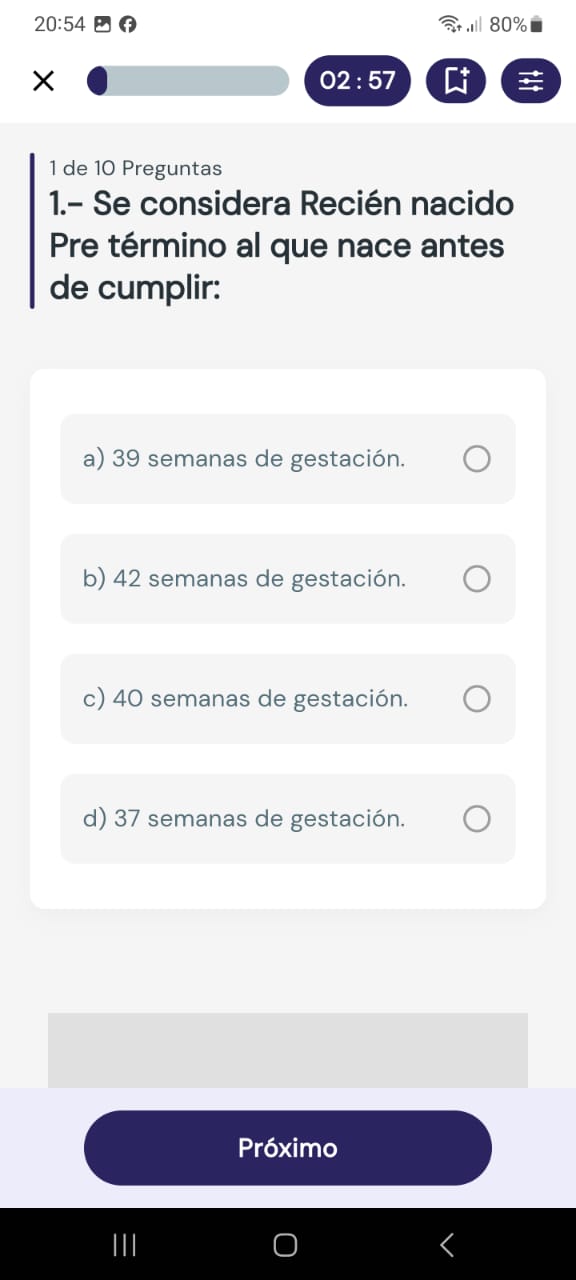 20:54 80%
02 : 57
1 de 10 Preguntas
1.- Se considera Recién nacido
Pre término al que nace antes
de cumplir:
a) 39 semanas de gestación.
b) 42 semanas de gestación.
c) 40 semanas de gestación.
d) 37 semanas de gestación.
Próximo